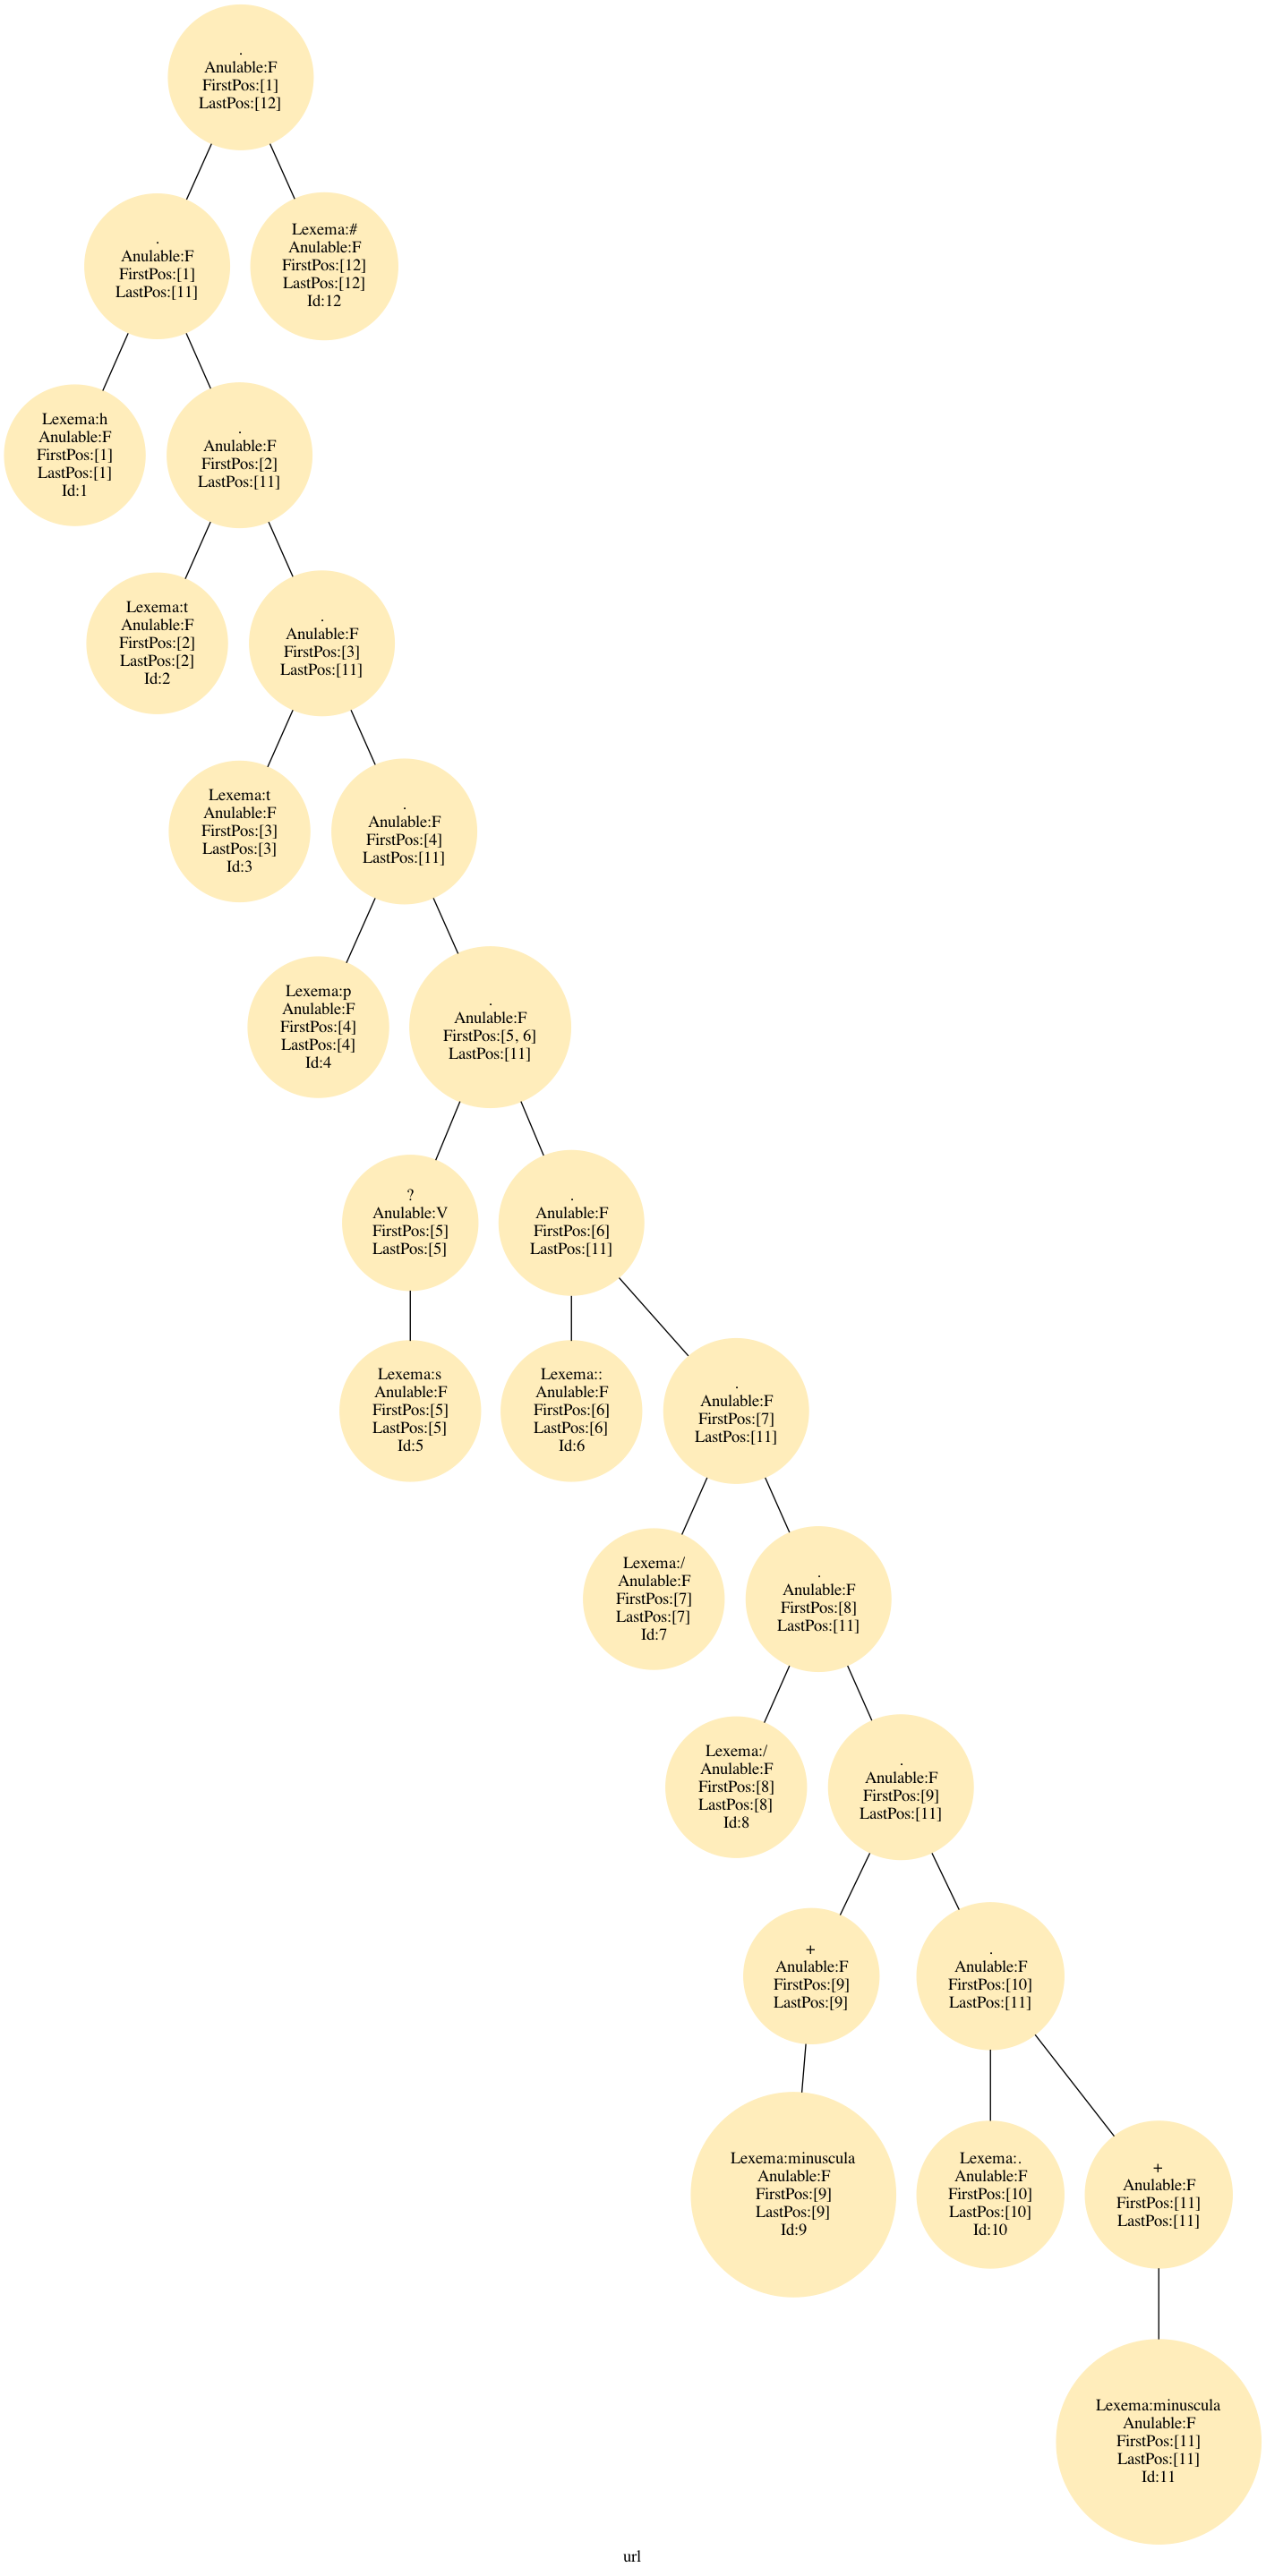 .
Anulable:F
FirstPos:[1]
LastPos:[12]
.
Anulable:F
FirstPos:[1]
LastPos:[11]
Lexema:#
Anulable:F
FirstPos:[12]
LastPos:[12]
Id:12
Lexema:h
Anulable:F
FirstPos:[1]
LastPos:[1]
Id:1
.
Anulable:F
FirstPos:[2]
LastPos:[11]
Lexema:t
Anulable:F
FirstPos:[2]
LastPos:[2]
Id:2
.
Anulable:F
FirstPos:[3]
LastPos:[11]
Lexema:t
Anulable:F
FirstPos:[3]
LastPos:[3]
Id:3
.
Anulable:F
FirstPos:[4]
LastPos:[11]
Lexema:p
Anulable:F
FirstPos:[4]
LastPos:[4]
Id:4
.
Anulable:F
FirstPos:[5, 6]
LastPos:[11]
?
Anulable:V
FirstPos:[5]
LastPos:[5]
.
Anulable:F
FirstPos:[6]
LastPos:[11]
Lexema:s
Anulable:F
FirstPos:[5]
LastPos:[5]
Id:5
Lexema::
Anulable:F
FirstPos:[6]
LastPos:[6]
Id:6
.
Anulable:F
FirstPos:[7]
LastPos:[11]
Lexema:/
Anulable:F
FirstPos:[7]
LastPos:[7]
Id:7
.
Anulable:F
FirstPos:[8]
LastPos:[11]
Lexema:/
Anulable:F
FirstPos:[8]
LastPos:[8]
Id:8
.
Anulable:F
FirstPos:[9]
LastPos:[11]
+
Anulable:F
FirstPos:[9]
LastPos:[9]
.
Anulable:F
FirstPos:[10]
LastPos:[11]
Lexema:minuscula
Anulable:F
FirstPos:[9]
LastPos:[9]
Id:9
Lexema:.
Anulable:F
FirstPos:[10]
LastPos:[10]
Id:10
+
Anulable:F
FirstPos:[11]
LastPos:[11]
Lexema:minuscula
Anulable:F
FirstPos:[11]
LastPos:[11]
Id:11
url